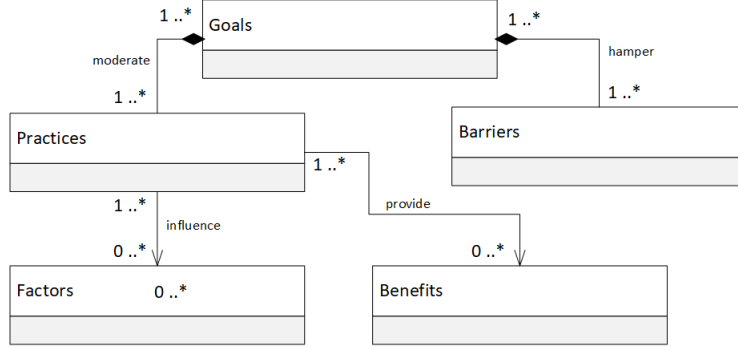 1 ..*
Goals
1 ..*
moderate
hamper
1 ..*
1 ..*
Practices
Barriers
1 ..*
1 ..*
provide
influence
0 ..*
0 ..*
Factors
0 ..*
Benefits